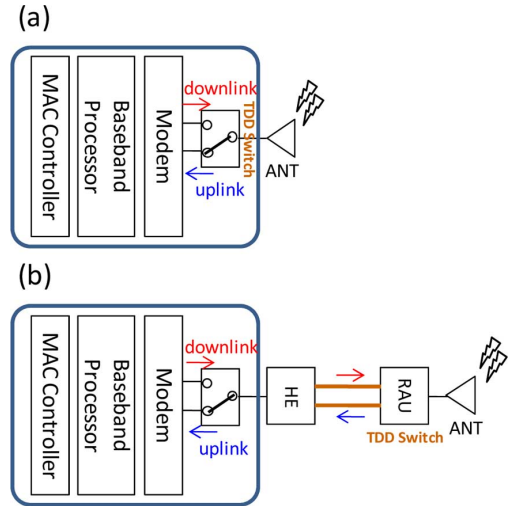 (a)
MAC Controller
Baseband
Processor
Modem
downlink
uplink
TDD Switch
ANT
(b)
MAC Controller
Baseband
Processor
Modem
downlink
uplink
HE
RAU
TDD Switch
ANT